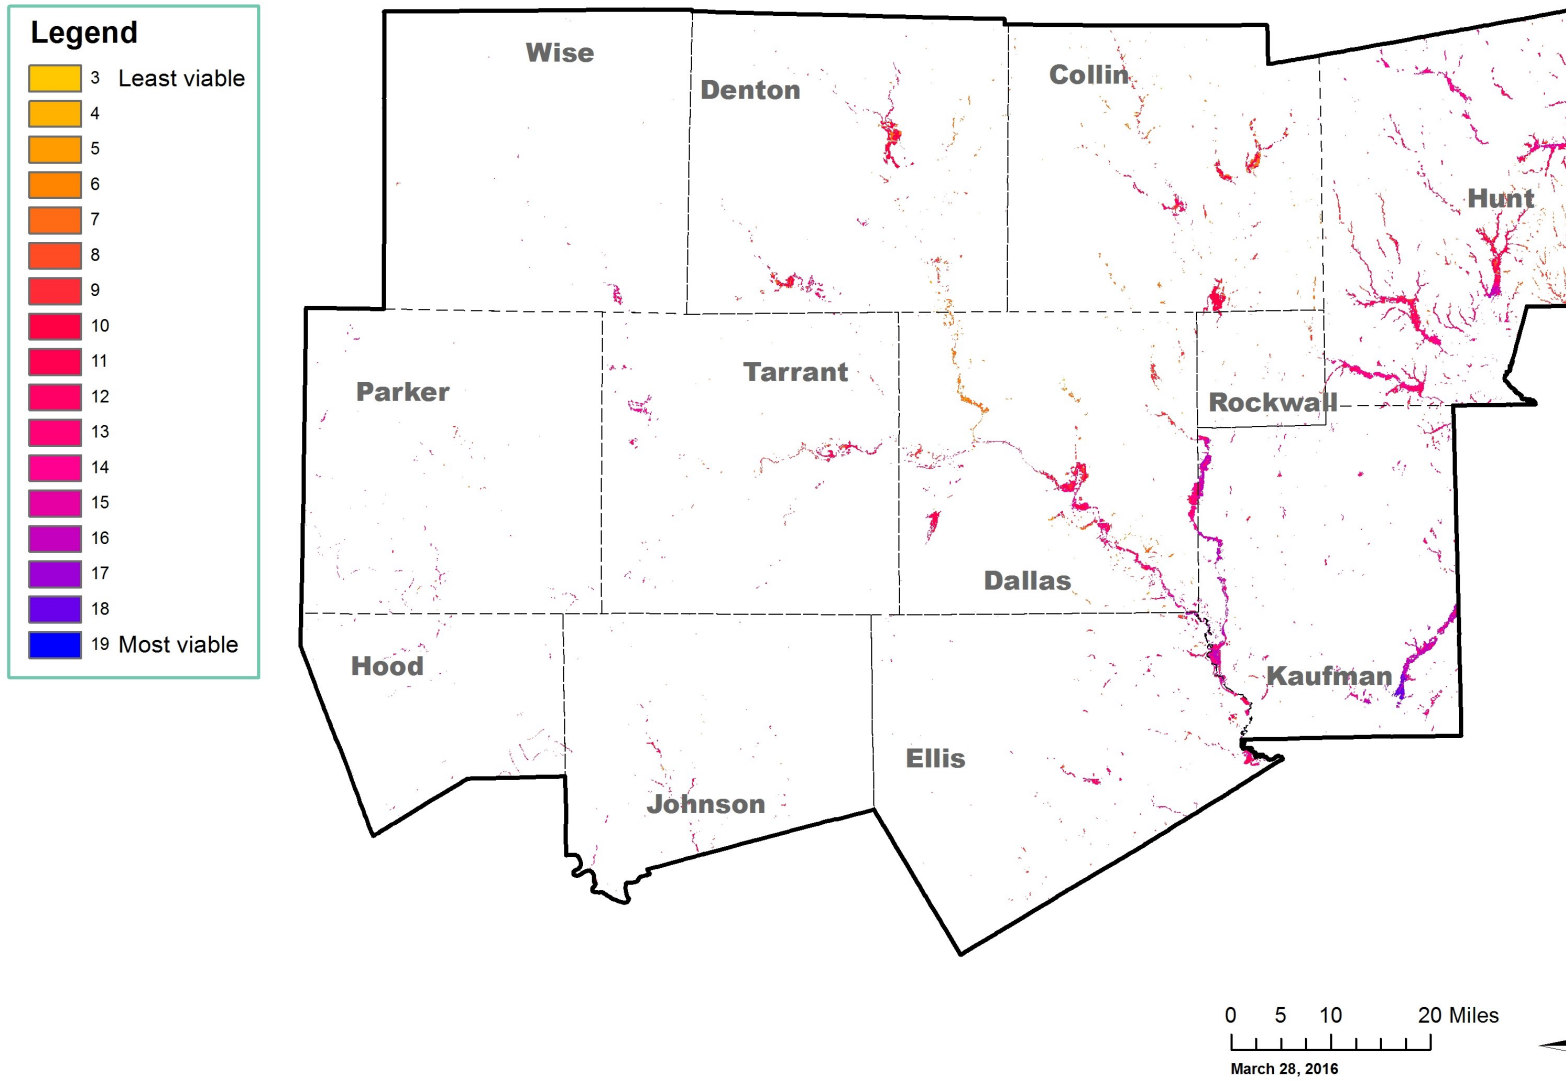 Legend
3 Least viable
4
5
6
7
8
9
10
11
12
13
14
15
16
17
18
19 Most viable
Wise
Denton
Collin
Hunt
Parker
Tarrant
Rockwall
Dallas
Hood
Kaufman
Ellis
Johnson
0 5 10 20 Miles
March 28, 2016